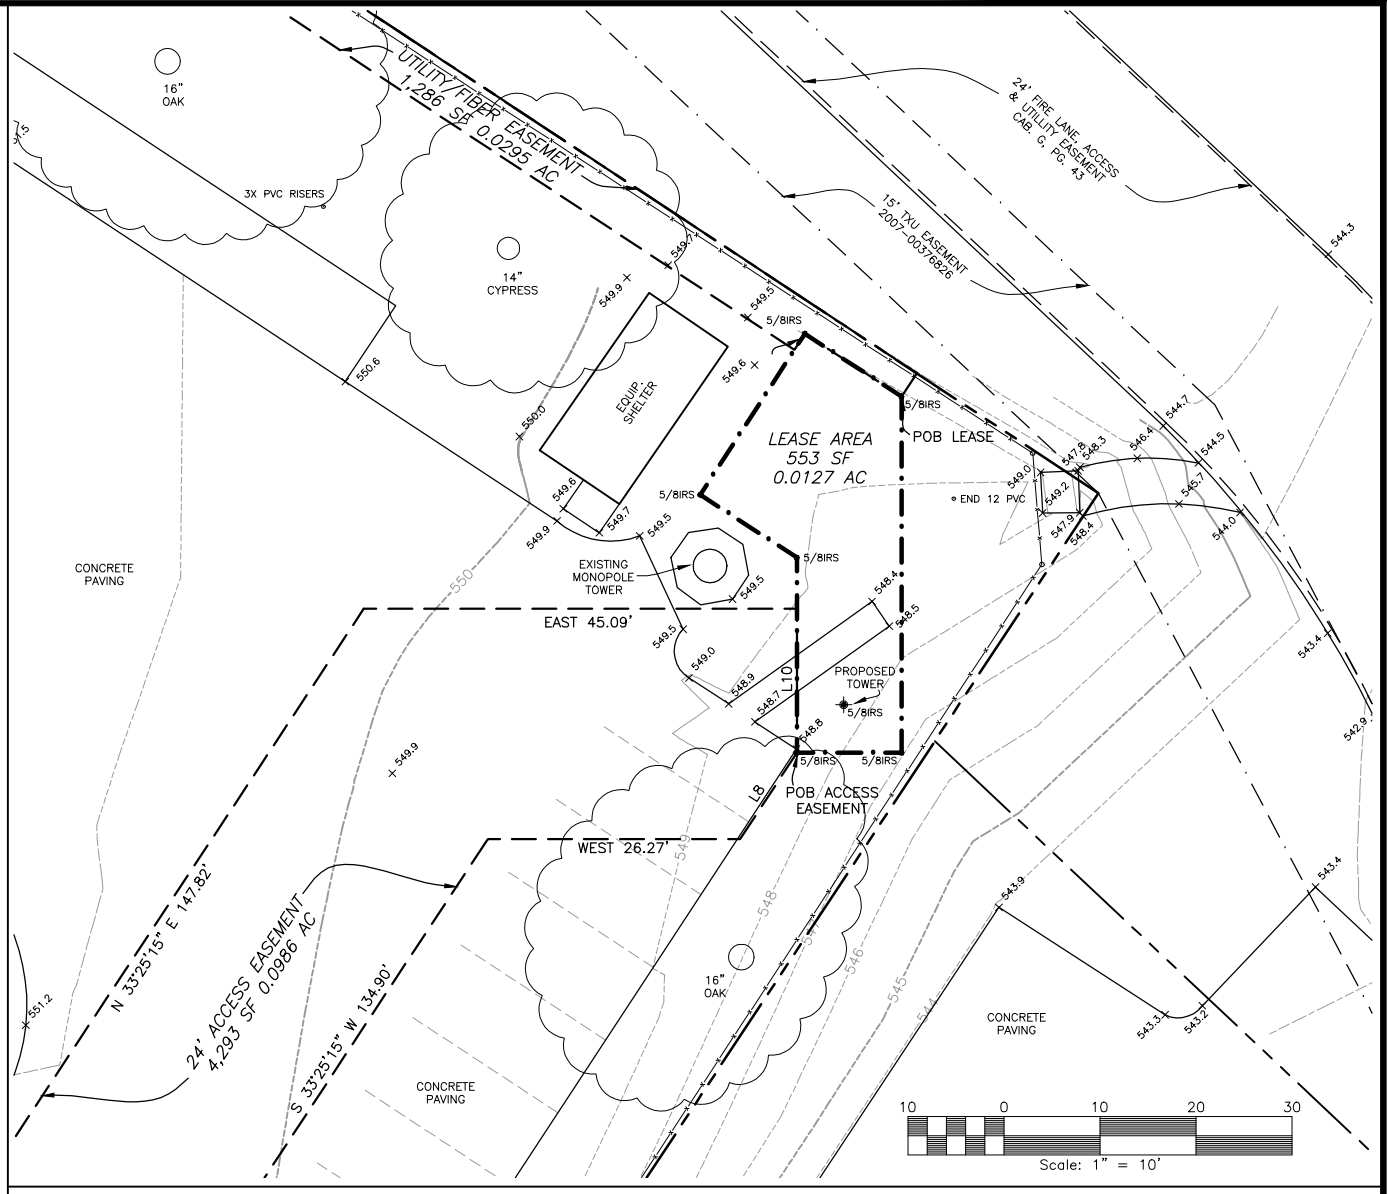 16"
OAK
UTILITY/FIBER EASEMENT
1,286 SF 0.0295 AC
24' FIRE LANE, ACCESS
& UTILLITY EASEMENT
CAB. G, PG. 43
3X PVC RISERS
15' TXU EASEMENT
2007-00376826
544.3
549.7
14"
CYPRESS
549.9
549.5
5/8IRS
550.6
549.6
EQUIP.
SHELTER
550.0
5/8IRS
POB LEASE
LEASE AREA
553 SF
0.0127 AC
544.7
546.4
544.5
547.8
548.3
549.0
549.2
545.7
544.0
547.9
548.4
END 12 PVC
5/8IRS
549.6
549.7
549.9
549.5
5/8IRS
EXISTING
MONOPOLE
TOWER
549.5
CONCRETE
PAVING
550
548.4
548.5
EAST 45.09'
549.5
549.0
543.4
L10
PROPOSED
TOWER
5/8IRS
548.9
548.7
548.8
542.9
549.9
5/8IRS
5/8IRS
L8
POB ACCESS
EASEMENT
WEST 26.27'
549
543.4
543.9
N 33°25'15" E 147.82'
24' ACCESS EASEMENT
4,293 SF 0.0986 AC
548
547
546
545
544
551.2
S 33°25'15" W 134.90'
16"
OAK
543.3
543.2
CONCRETE
PAVING
CONCRETE
PAVING
10 0 10 20 30
Scale: 1" = 10'